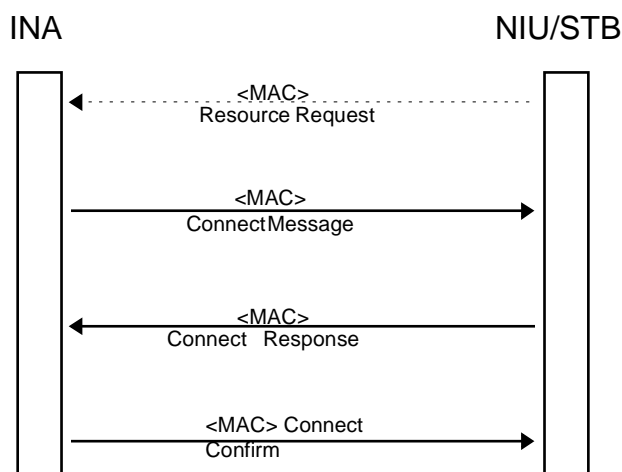 INA NIU/STB
<MAC>
Resource Request
<MAC>
ConnectMessage
<MAC>
Connect Response
<MAC> Connect
Confirm